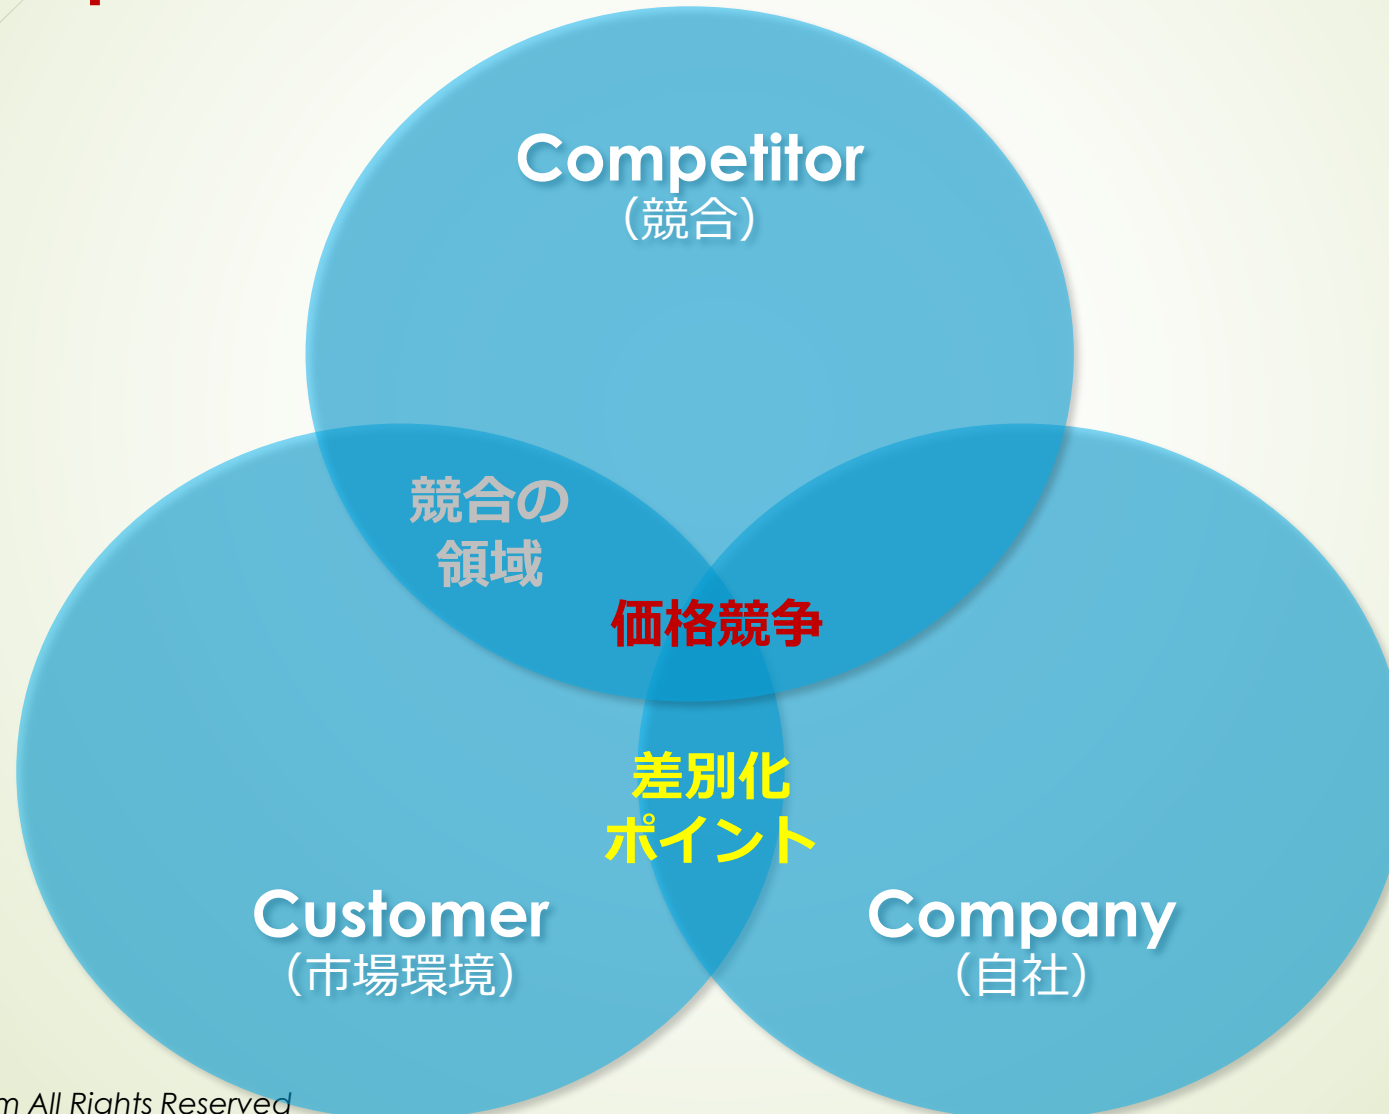 Competitor
（競合）
競合の
領域
価格競争
差別化
ポイント
Customer
（市場環境）
Company
（自社）
All Rights Reserved